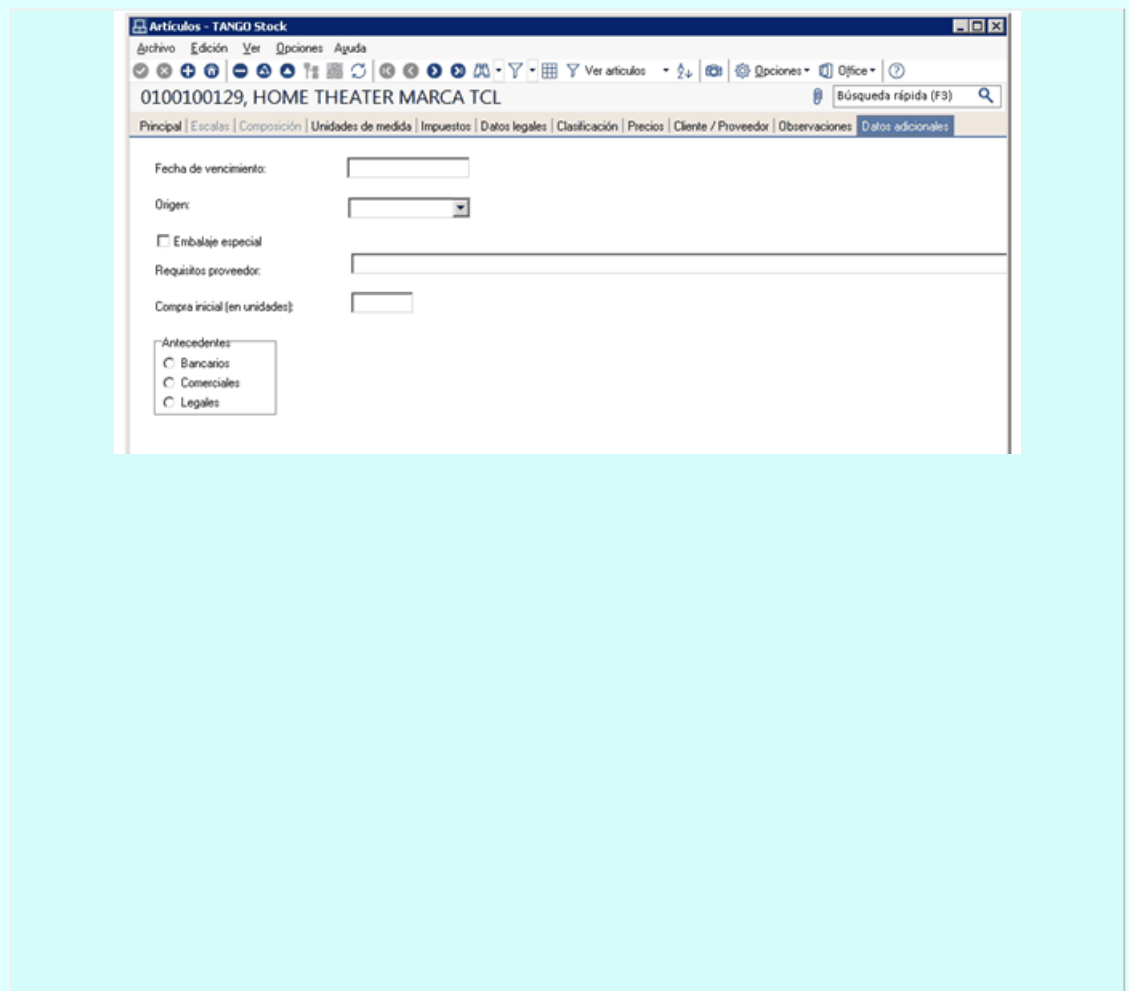 Artículos - TANGO Stock
Archivo Edición Ver Opciones Ayuda
Ver articulos Opciones Office
0100100129, HOME THEATER MARCA TCL Búsqueda rápida (F3)
Principal | Escalas | Composición | Unidades de medida | Impuestos | Datos legales | Clasificación | Precios | Cliente / Proveedor | Observaciones Datos adicionales
Fecha de vencimiento:
Origen:
Embalaje especial
Requisitos proveedor:
Compra inicial (en unidades):
Antecedentes
Bancarios
Comerciales
Legales